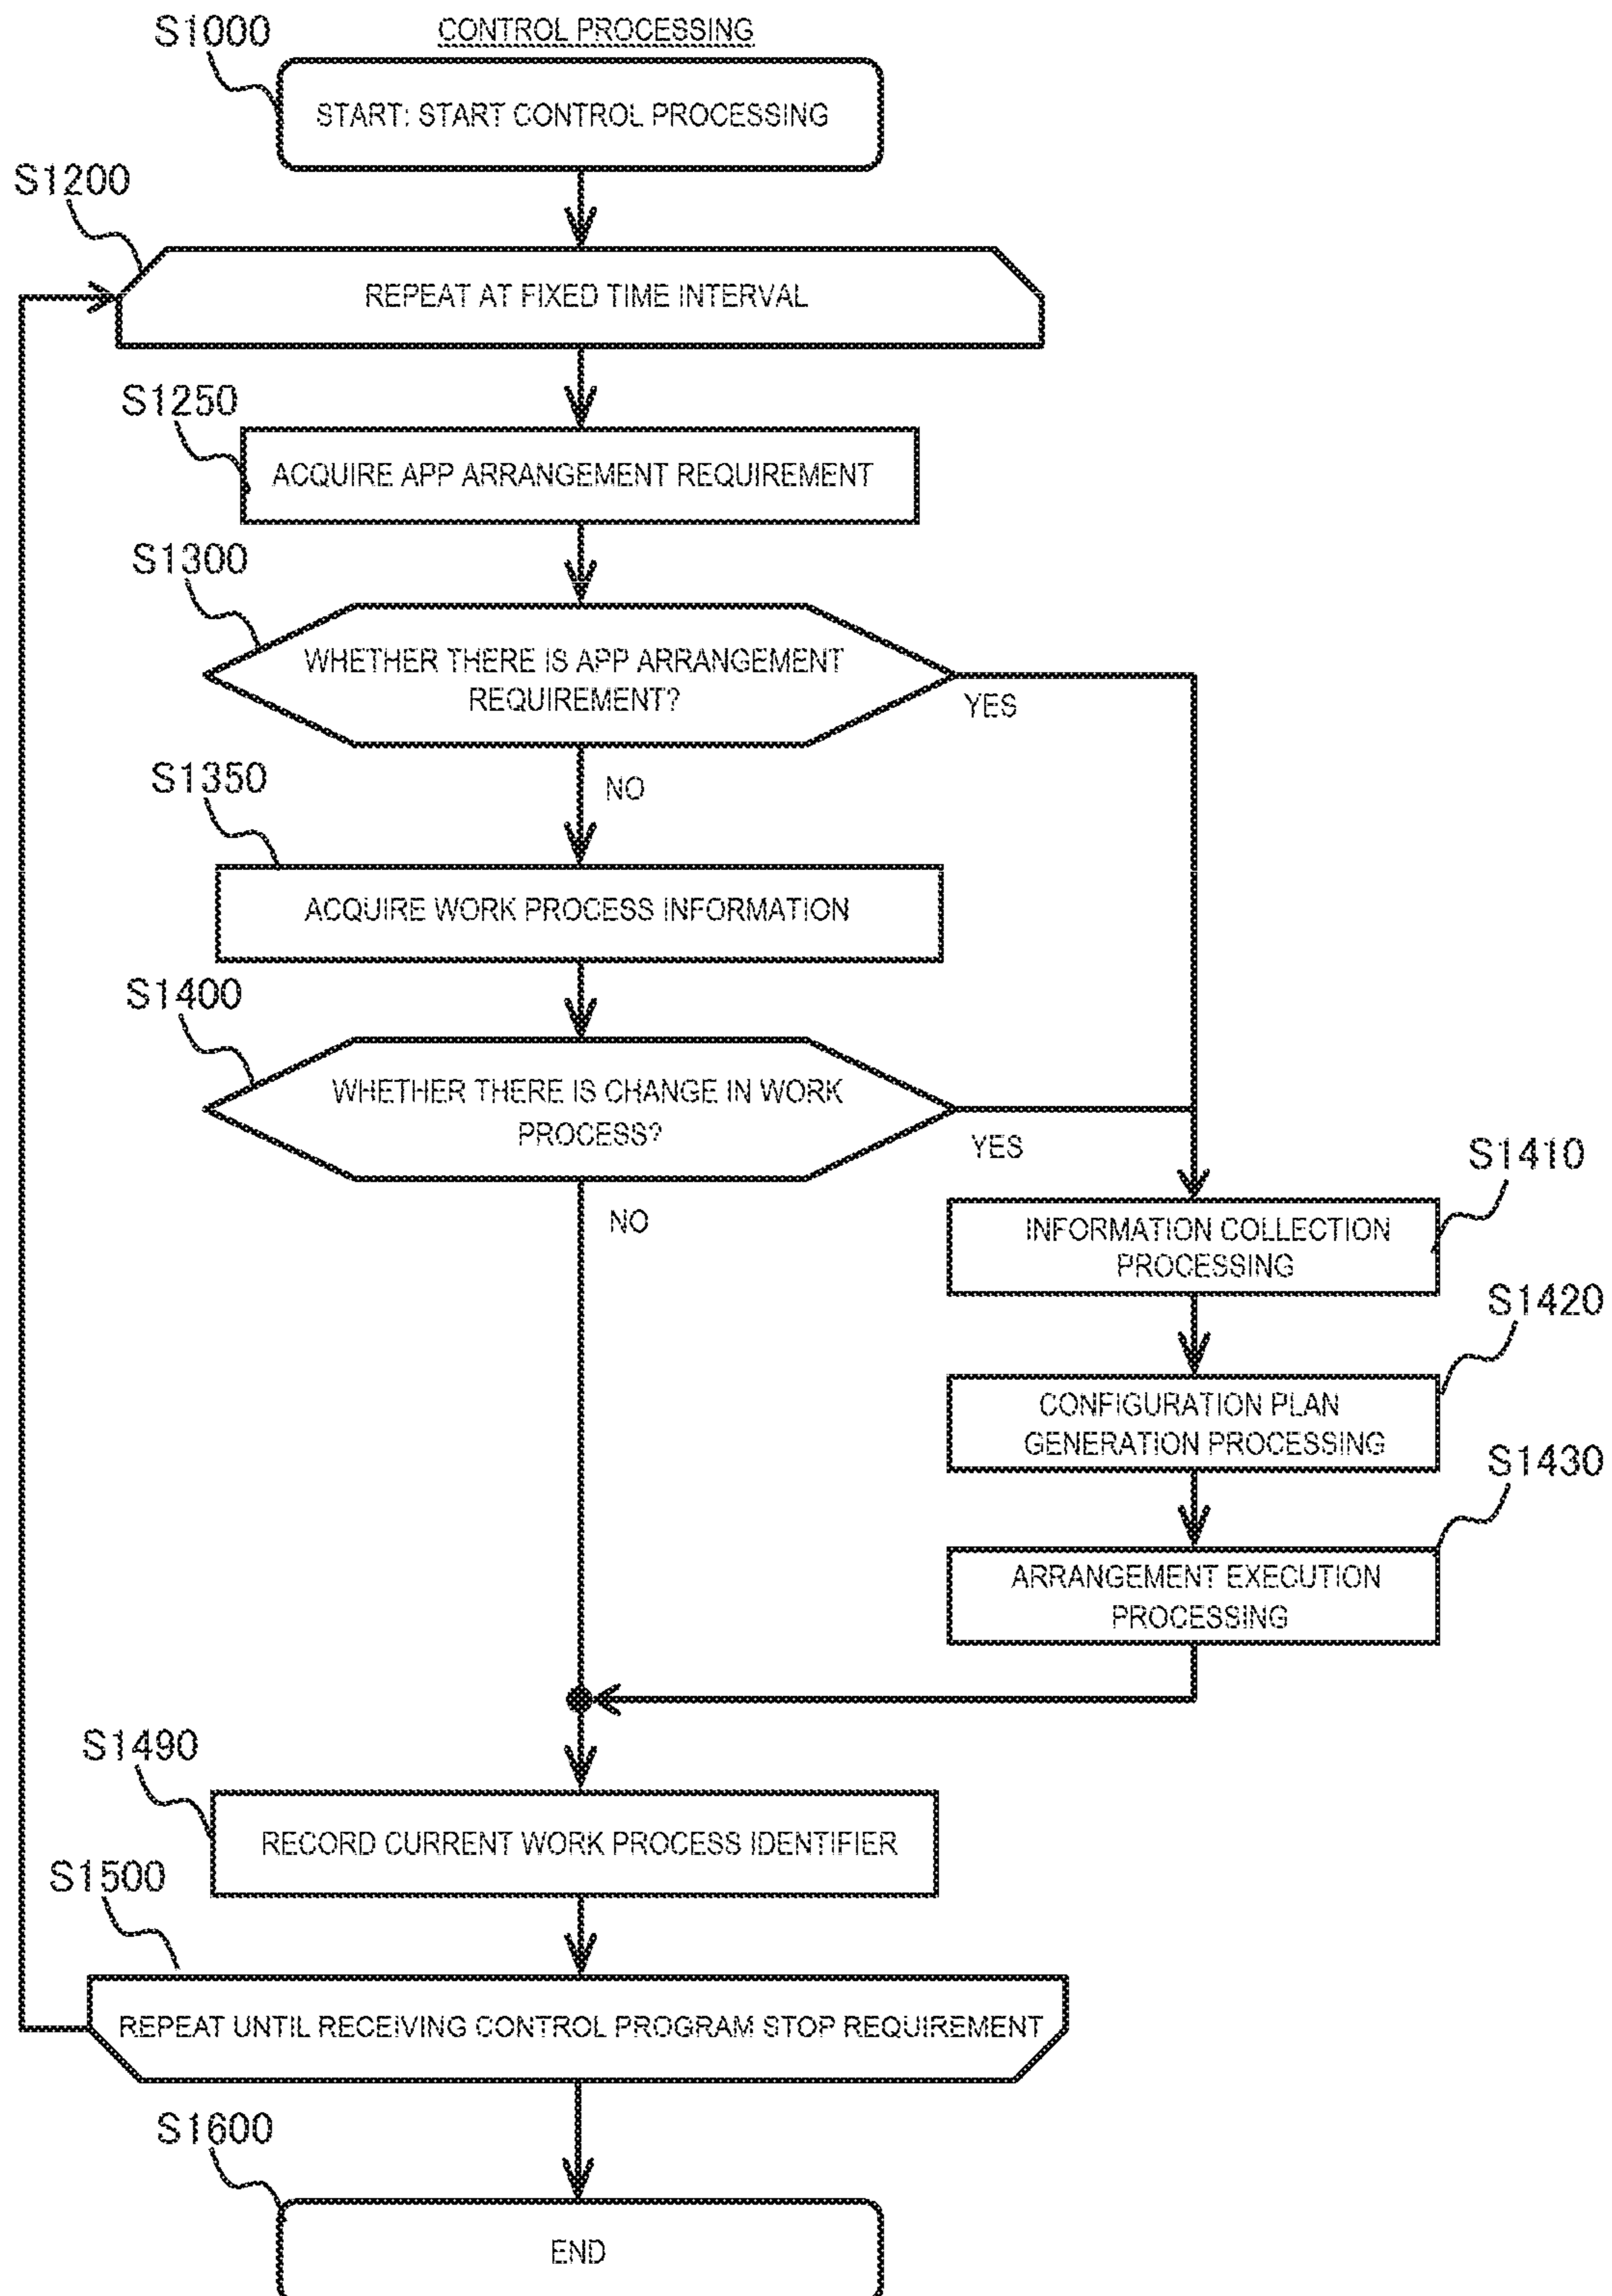 CONTROL PROCESSING
S1000
START: START CONTROL PROCESSING
S1200
REPEAT AT FIXED TIME INTERVAL
S1250
ACQUIRE APP ARRANGEMENT REQUIREMENT
S1300
WHETHER THERE IS APP ARRANGEMENT
REQUIREMENT?
YES
NO
S1350
ACQUIRE WORK PROCESS INFORMATION
S1400
WHETHER THERE IS CHANGE IN WORK
PROCESS?
YES
NO
S1410
INFORMATION COLLECTION
PROCESSING
S1420
CONFIGURATION PLAN
GENERATION PROCESSING
S1430
ARRANGEMENT EXECUTION
PROCESSING
S1490
RECORD CURRENT WORK PROCESS IDENTIFIER
S1500
REPEAT UNTIL RECEIVING CONTROL PROGRAM STOP REQUIREMENT
S1600
END